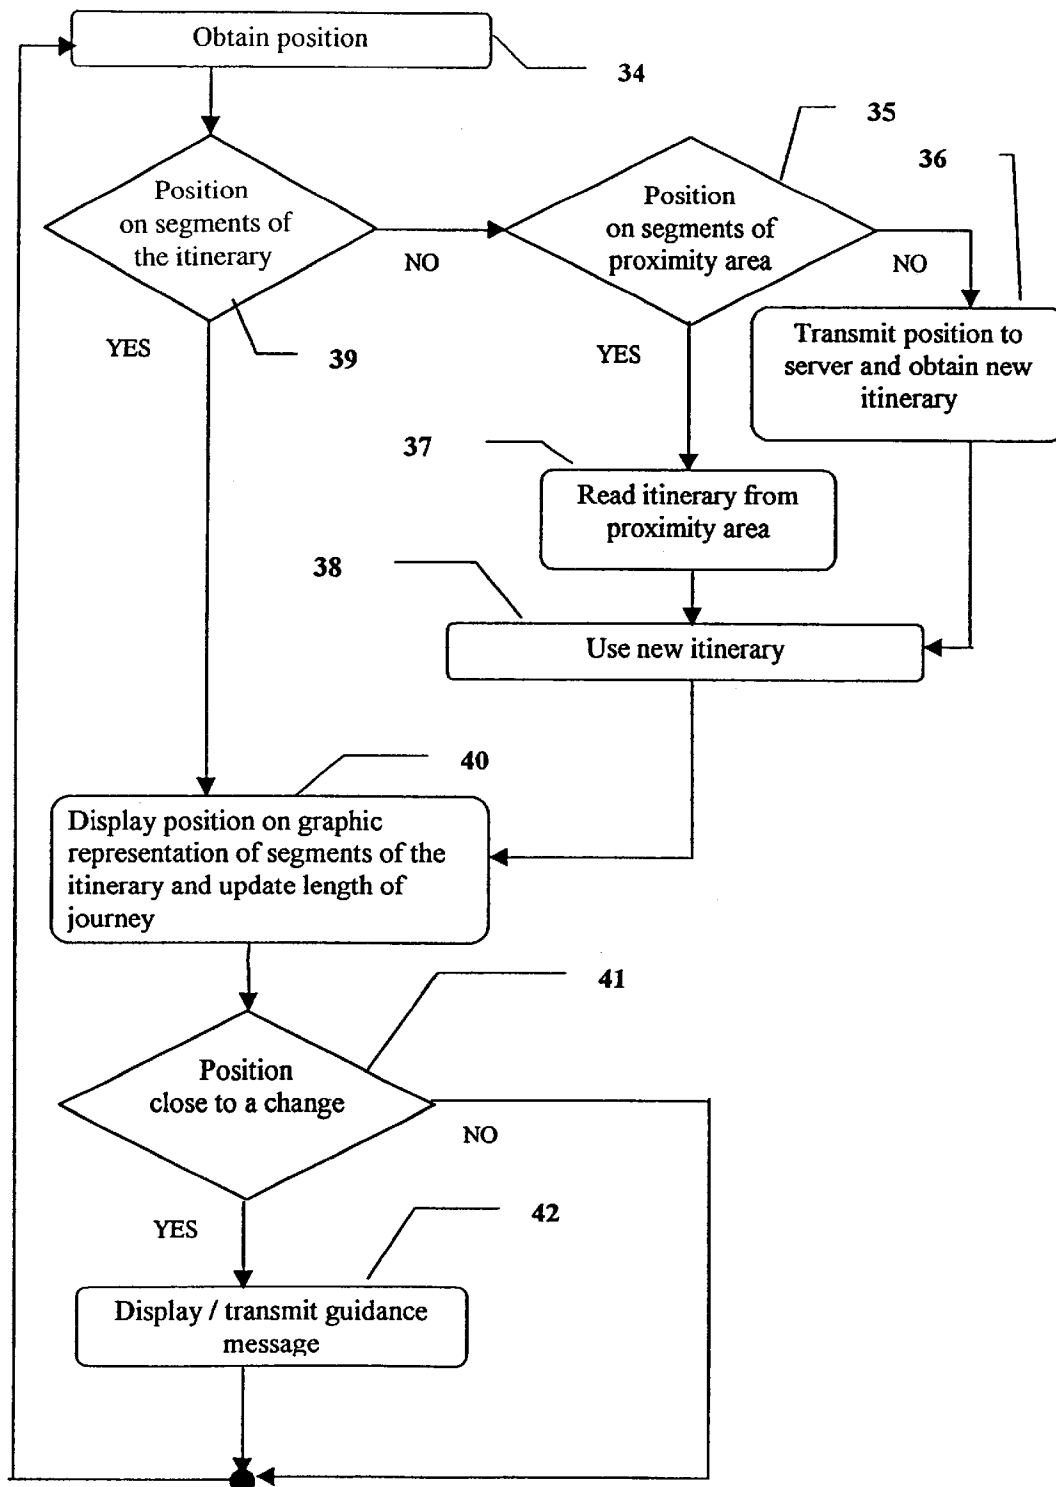 Obtain position
34
35
36
Position
on segments of
the itinerary
Position
on segments of
proximity area
NO
NO
YES
39
YES
Transmit position to
server and obtain new
itinerary
37
Read itinerary from
proximity area
38
Use new itinerary
40
Display position on graphic
representation of segments of the
itinerary and update length of
journey
41
Position
close to a change
NO
YES
42
Display / transmit guidance
message